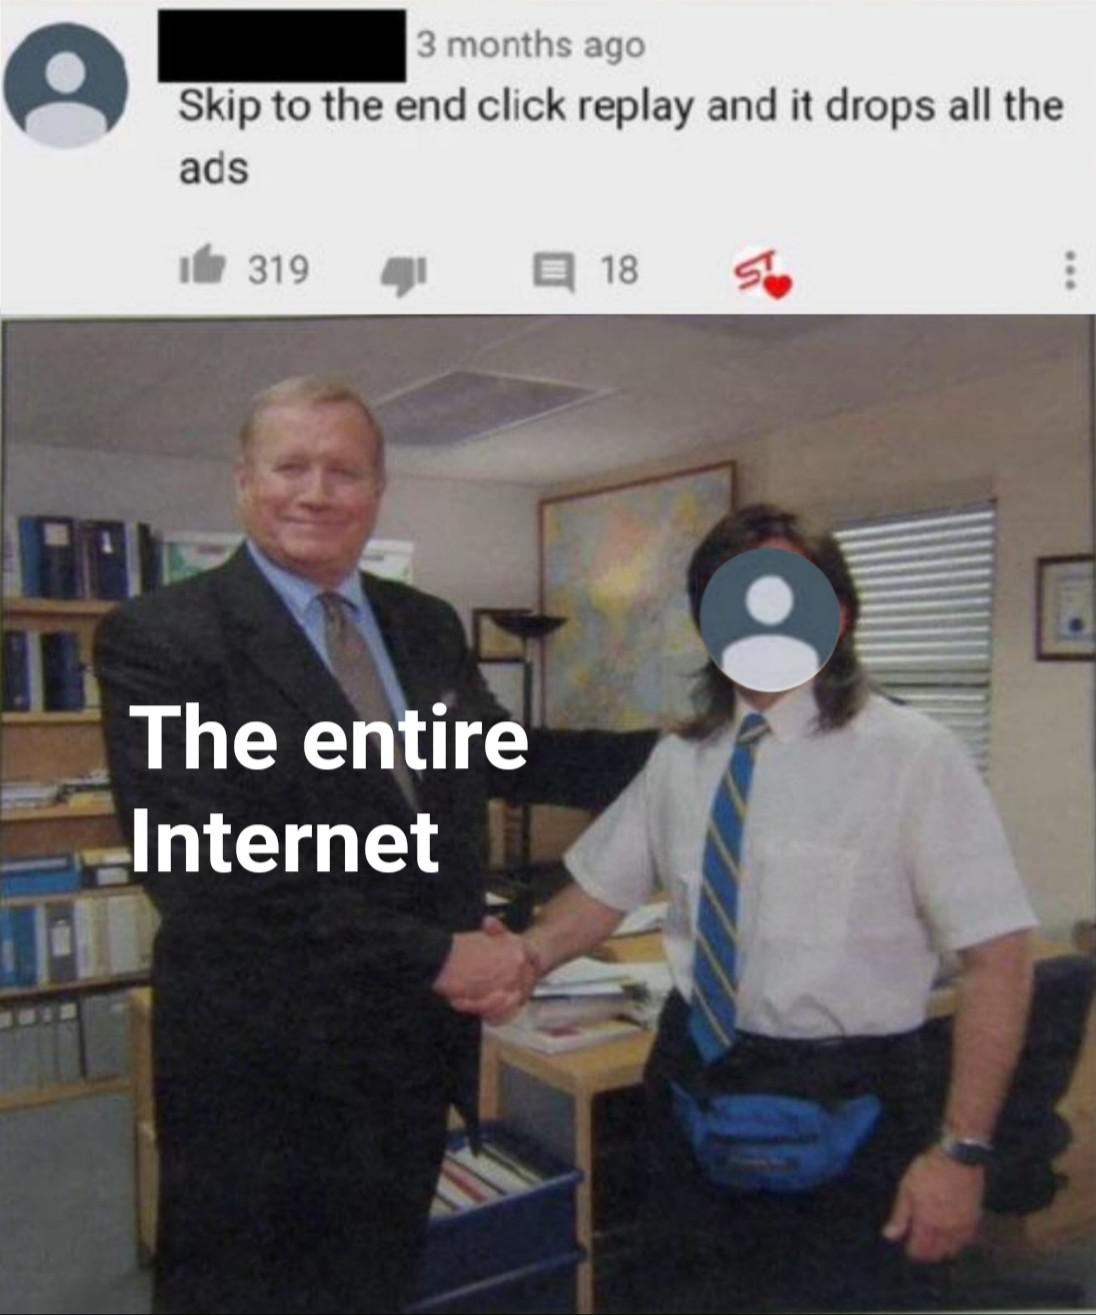 3 months ago
Skip to the end click replay and it drops all the
ads
319
18
ST
The entire
Internet